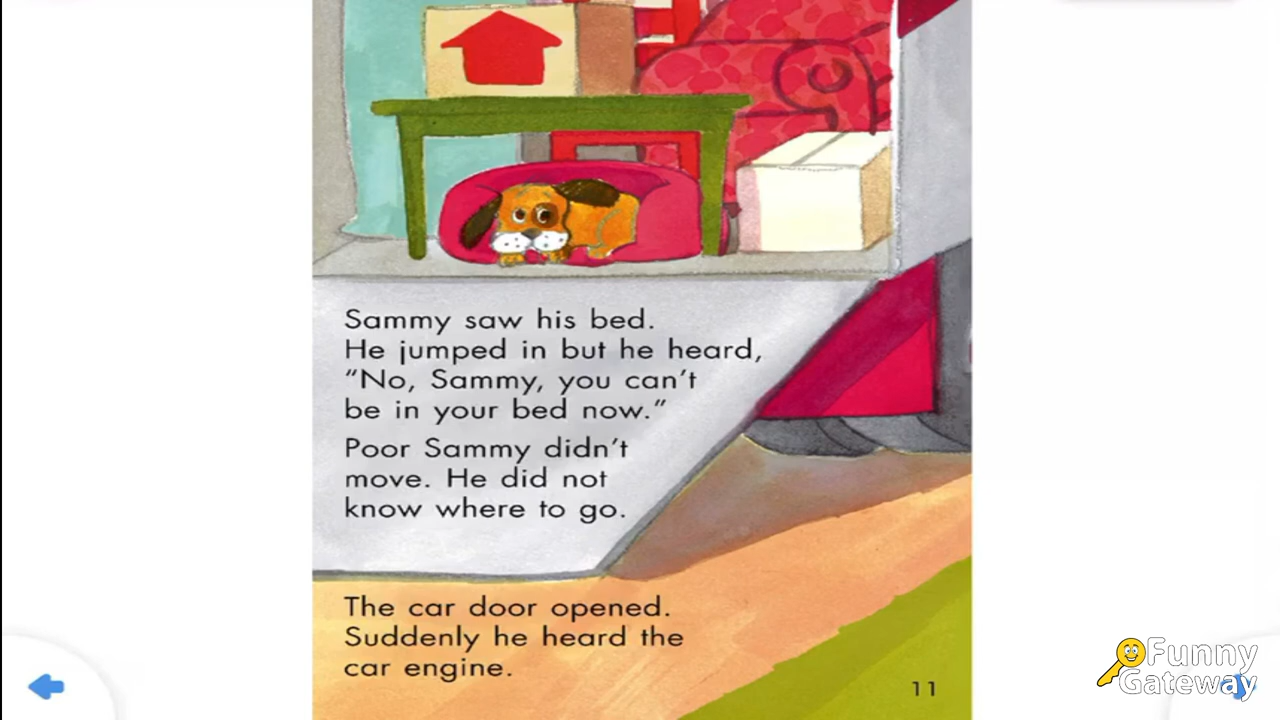 Sammy saw his bed.
He jumped in but he heard,
“No, Sammy, you can’t
be in your bed now.”
Poor Sammy didn’t
move. He did not
know where to go.
The car door opened.
Suddenly he heard the
car engine.
11
Funny
Gateway